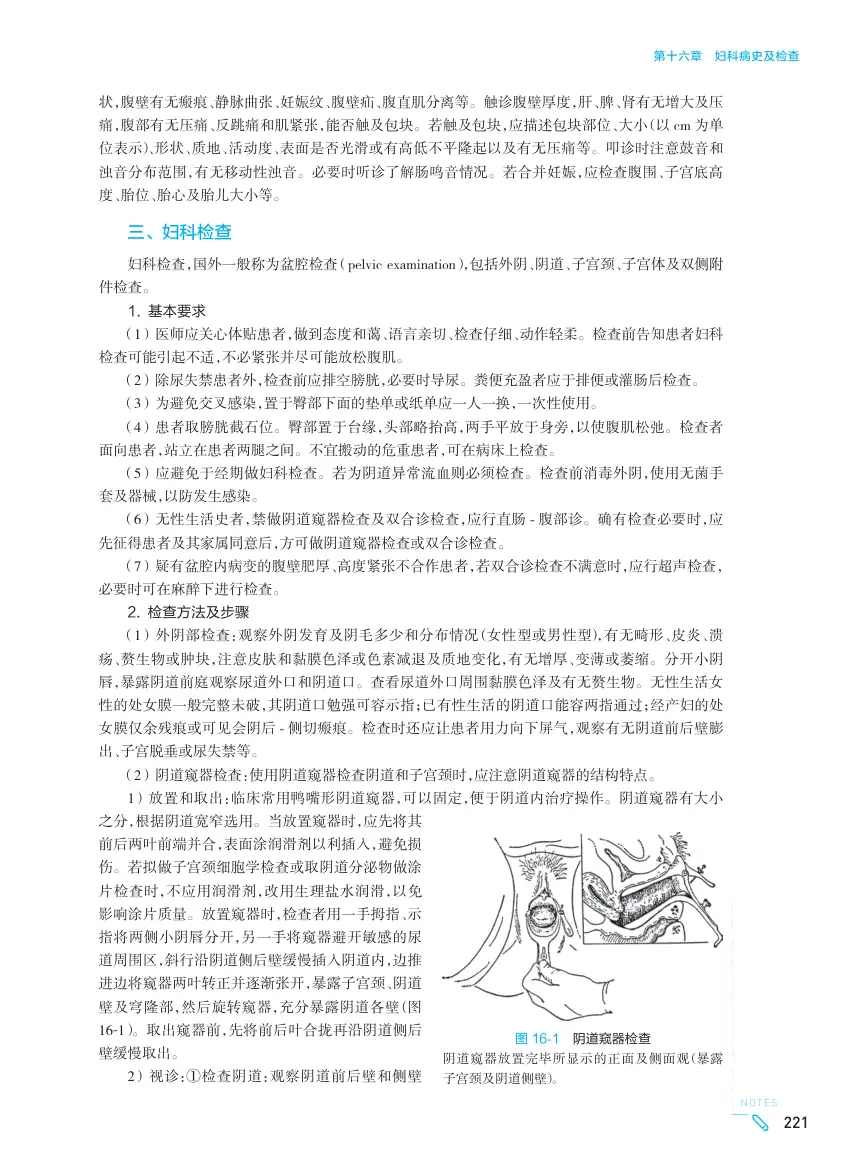 第十六章 妇科病史及检查
状,腹壁有无瘢痕、静脉曲张、妊娠纹、腹壁疝、腹直肌分离等。触诊腹壁厚度,肝、脾、肾有无增大及压
痛,腹部有无压痛、反跳痛和肌紧张,能否触及包块。若触及包块,应描述包块部位、大小(以 cm 为单
位表示)、形状、质地、活动度、表面是否光滑或有高低不平隆起以及有无压痛等。叩诊时注意鼓音和
浊音分布范围,有无移动性浊音。必要时听诊了解肠鸣音情况。若合并妊娠,应检查腹围、子宫底高
度、胎位、胎心及胎儿大小等。
三、妇科检查
妇科检查,国外一般称为盆腔检查(pelvic examination),包括外阴、阴道、子宫颈、子宫体及双侧附
件检查。
1. 基本要求
(1)医师应关心体贴患者,做到态度和蔼、语言亲切、检查仔细、动作轻柔。检查前告知患者妇科
检查可能引起不适,不必紧张并尽可能放松腹肌。
(2)除尿失禁患者外,检查前应排空膀胱,必要时导尿。粪便充盈者应于排便或灌肠后检查。
(3)为避免交叉感染,置于臀部下面的垫单或纸单应一人一换,一次性使用。
(4)患者取膀胱截石位。臀部置于台缘,头部略抬高,两手平放于身旁,以使腹肌松弛。检查者
面向患者,站立在患者两腿之间。不宜搬动的危重患者,可在病床上检查。
(5)应避免于经期做妇科检查。若为阴道异常流血则必须检查。检查前消毒外阴,使用无菌手
套及器械,以防发生感染。
(6)无性生活史者,禁做阴道窥器检查及双合诊检查,应行直肠 - 腹部诊。确有检查必要时,应
先征得患者及其家属同意后,方可做阴道窥器检查或双合诊检查。
(7)疑有盆腔内病变的腹壁肥厚、高度紧张不合作患者,若双合诊检查不满意时,应行超声检查,
必要时可在麻醉下进行检查。
2. 检查方法及步骤
(1)外阴部检查:观察外阴发育及阴毛多少和分布情况(女性型或男性型),有无畸形、皮炎、溃
疡、赘生物或肿块,注意皮肤和黏膜色泽或色素减退及质地变化,有无增厚、变薄或萎缩。分开小阴
唇,暴露阴道前庭观察尿道外口和阴道口。查看尿道外口周围黏膜色泽及有无赘生物。无性生活女
性的处女膜一般完整未破,其阴道口勉强可容示指;已有性生活的阴道口能容两指通过;经产妇的处
女膜仅余残痕或可见会阴后 - 侧切瘢痕。检查时还应让患者用力向下屏气,观察有无阴道前后壁膨
出、子宫脱垂或尿失禁等。
(2)阴道窥器检查:使用阴道窥器检查阴道和子宫颈时,应注意阴道窥器的结构特点。
1)放置和取出:临床常用鸭嘴形阴道窥器,可以固定,便于阴道内治疗操作。阴道窥器有大小
之分,根据阴道宽窄选用。当放置窥器时,应先将其
前后两叶前端并合,表面涂润滑剂以利插入,避免损
伤。若拟做子宫颈细胞学检查或取阴道分泌物做涂
片检查时,不应用润滑剂,改用生理盐水润滑,以免
影响涂片质量。放置窥器时,检查者用一手拇指、示
指将两侧小阴唇分开,另一手将窥器避开敏感的尿
道周围区,斜行沿阴道侧后壁缓慢插入阴道内,边推
进边将窥器两叶转正并逐渐张开,暴露子宫颈、阴道
壁及穹隆部,然后旋转窥器,充分暴露阴道各壁(图
16-1)。取出窥器前,先将前后叶合拢再沿阴道侧后
壁缓慢取出。
2)视诊:①检查阴道:观察阴道前后壁和侧壁
图 16-1 阴道窥器检查
阴道窥器放置完毕所显示的正面及侧面观(暴露
子宫颈及阴道侧壁)。
NOTES
221